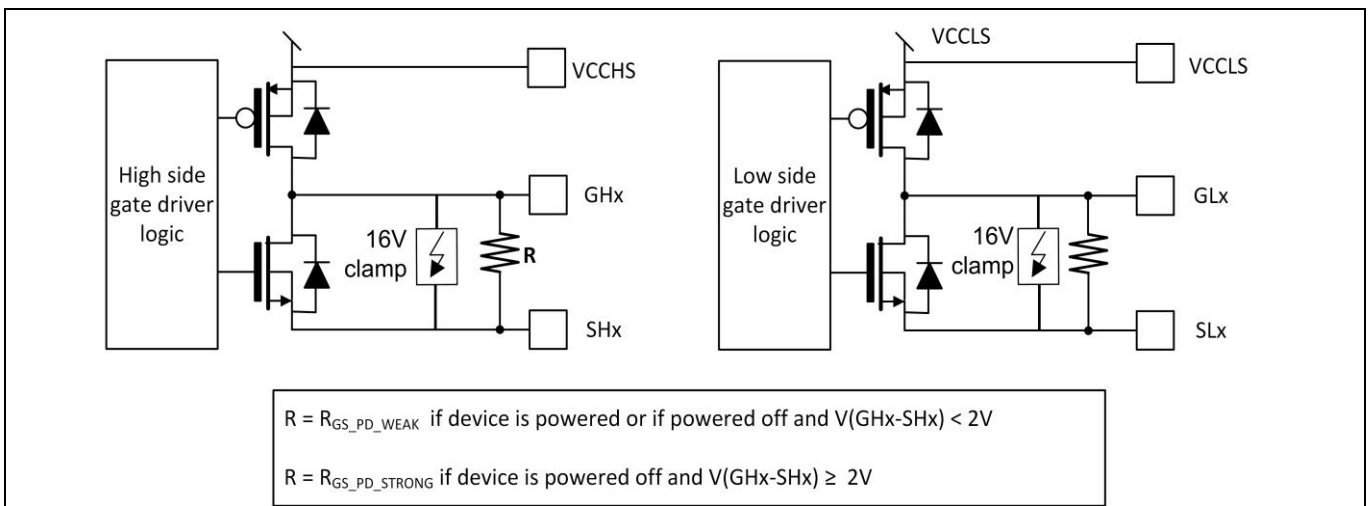 VCCHS
High side
gate driver
logic
GHx
16V
clamp
R
SHx
VCCLS
VCCLS
Low side
gate driver
logic
GLx
16V
clamp
SLx
R = RGS_PD_WEAK if device is powered or if powered off and V(GHx-SHx) < 2V
R = RGS_PD_STRONG if device is powered off and V(GHx-SHx) ≥ 2V